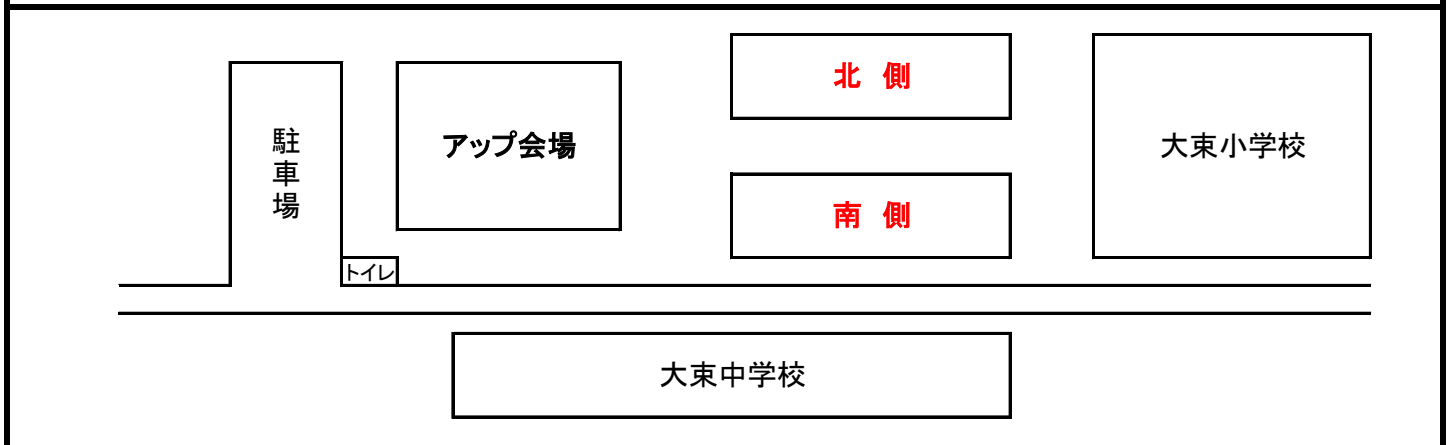 北 側
駐車場
アップ会場
大東小学校
南 側
トイレ
大東中学校